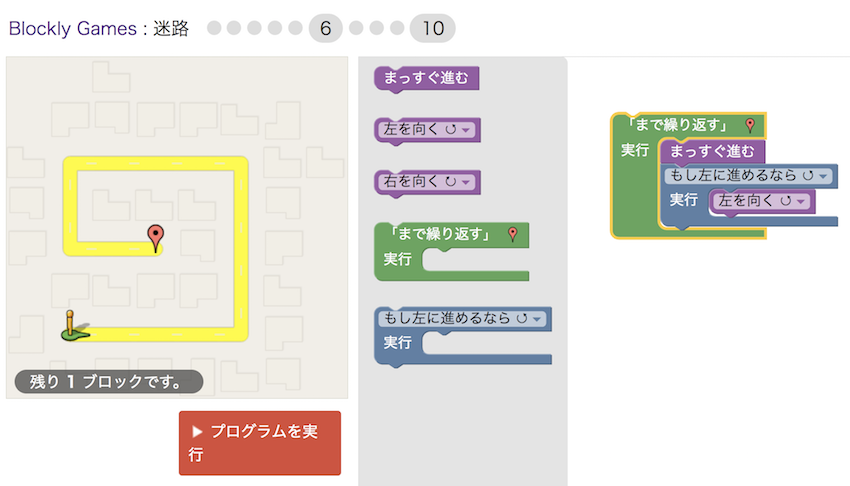 Blockly Games : 迷路 6 10
残り 1 ブロックです。
プログラムを実
行
まっすぐ進む
左を向く ↺
右を向く ↺
「まで繰り返す」
実行
もし左に進めるなら ↺
実行
「まで繰り返す」
実行
まっすぐ進む
もし左に進めるなら ↺
実行
左を向く ↺